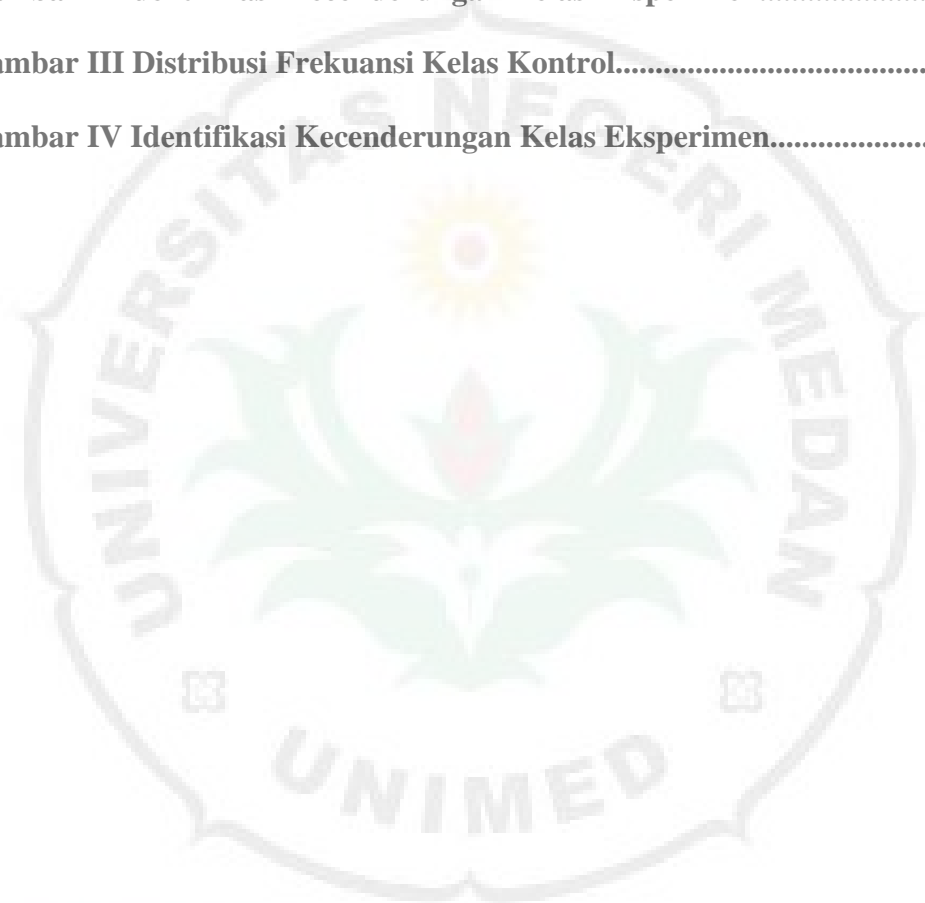 ambar III Distribusi Frekuansi Kelas Kontrol.......................................
ambar IV Identifikasi Kecenderungan Kelas Eksperimen....................
UNIVERSITAS NEGERI MEDAN
UNIMED